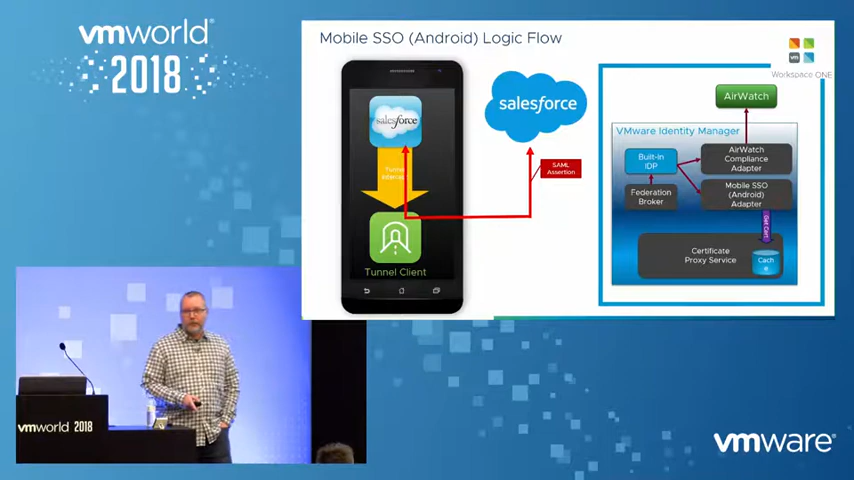 vmworld®
2018
Mobile SSO (Android) Logic Flow
salesforce
Tunnel Client
salesforce
SAML
Assertion
Workspace ONE
AirWatch
VMware Identity Manager
Built-In
IDP
Federation
Broker
AirWatch
Compliance
Adapter
Mobile SSO
(Android)
Adapter
Get Cert
Certificate
Proxy Service
Cach
e
vm
vmworld 2018
vmware®